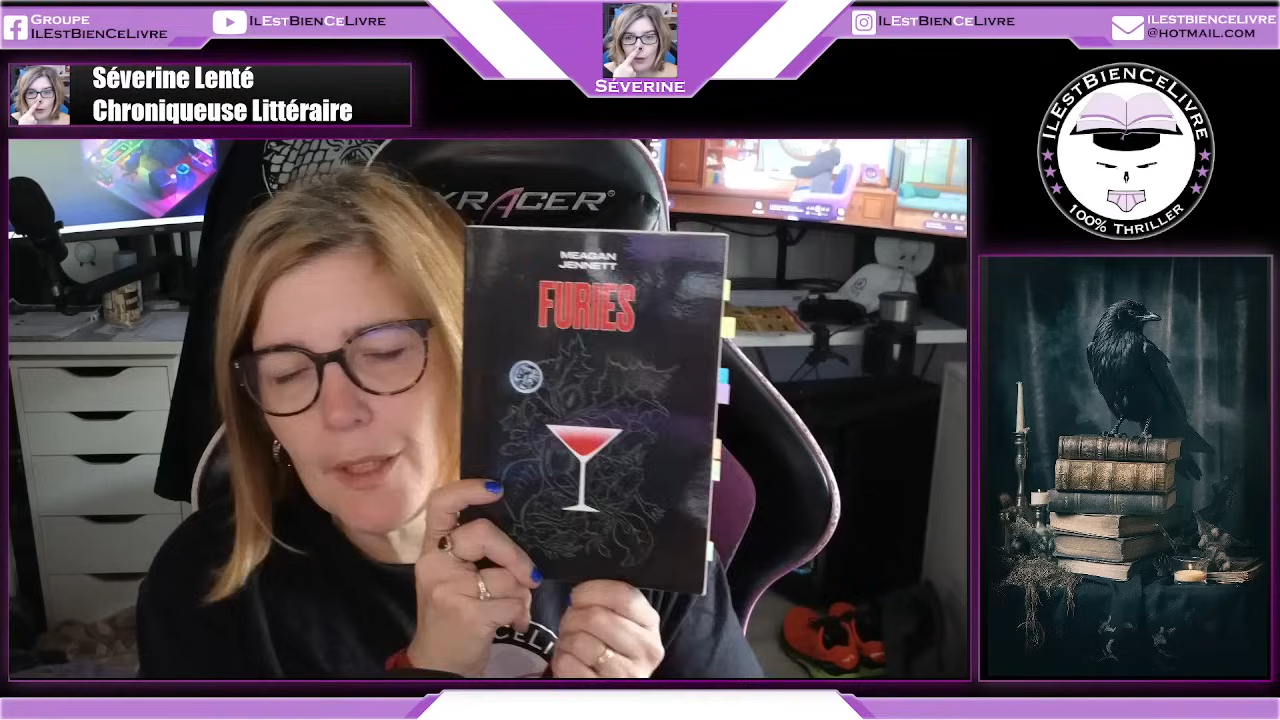 GROUPE
ILESTBIENCELIVRE
ILESTBIENCELIVRE
SÉVERINE
ILESTBIENCELIVRE
ILESTBIENCELIVRE
@HOTMAIL.COM
Séverine Lenté
Chroniqueuse Littéraire
XRACER
MEAGAN
JENNETT
FURIES
CELI
ILESTBIENCELIVRE
100% THRILLER